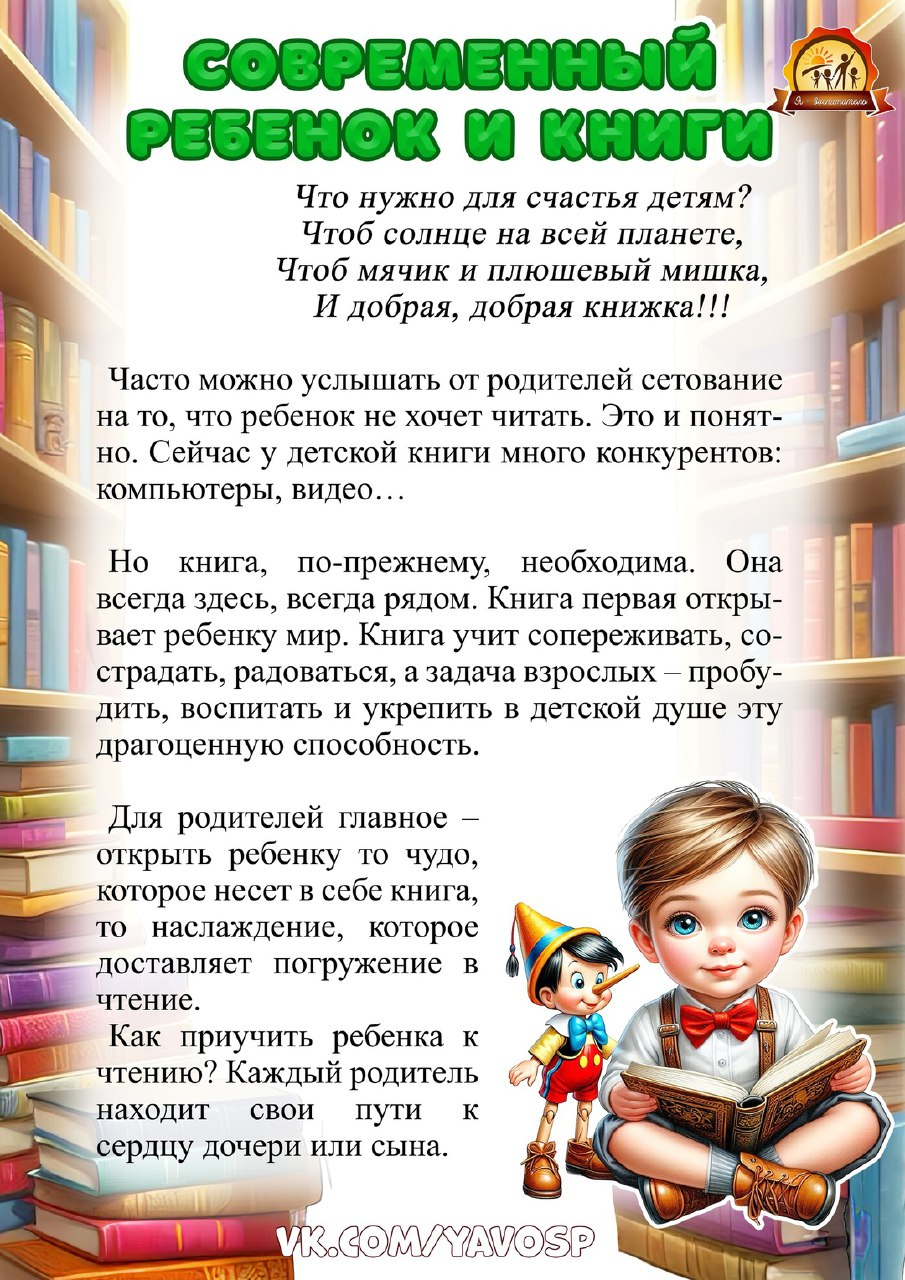 СОВРЕМЕННЫЙ
РЕБЕНОК И КНИГИ
Я - Воспитатель
Что нужно для счастья детям?
Чтоб солнце на всей планете,
Чтоб мячик и плюшевый мишка,
И добрая, добрая книжка!!!
Часто можно услышать от родителей сетование
на то, что ребенок не хочет читать. Это и понят-
но. Сейчас у детской книги много конкурентов:
компьютеры, видео…
Но книга, по-прежнему, необходима. Она
всегда здесь, всегда рядом. Книга первая откры-
вает ребенку мир. Книга учит сопереживать, со-
страдать, радоваться, а задача взрослых – пробу-
дить, воспитать и укрепить в детской душе эту
драгоценную способность.
Для родителей главное –
открыть ребенку то чудо,
которое несет в себе книга,
то наслаждение, которое
доставляет погружение в
чтение.
Как приучить ребенка к
чтению? Каждый родитель
находит свои пути к
сердцу дочери или сына.
VK.COM/YAVOSP